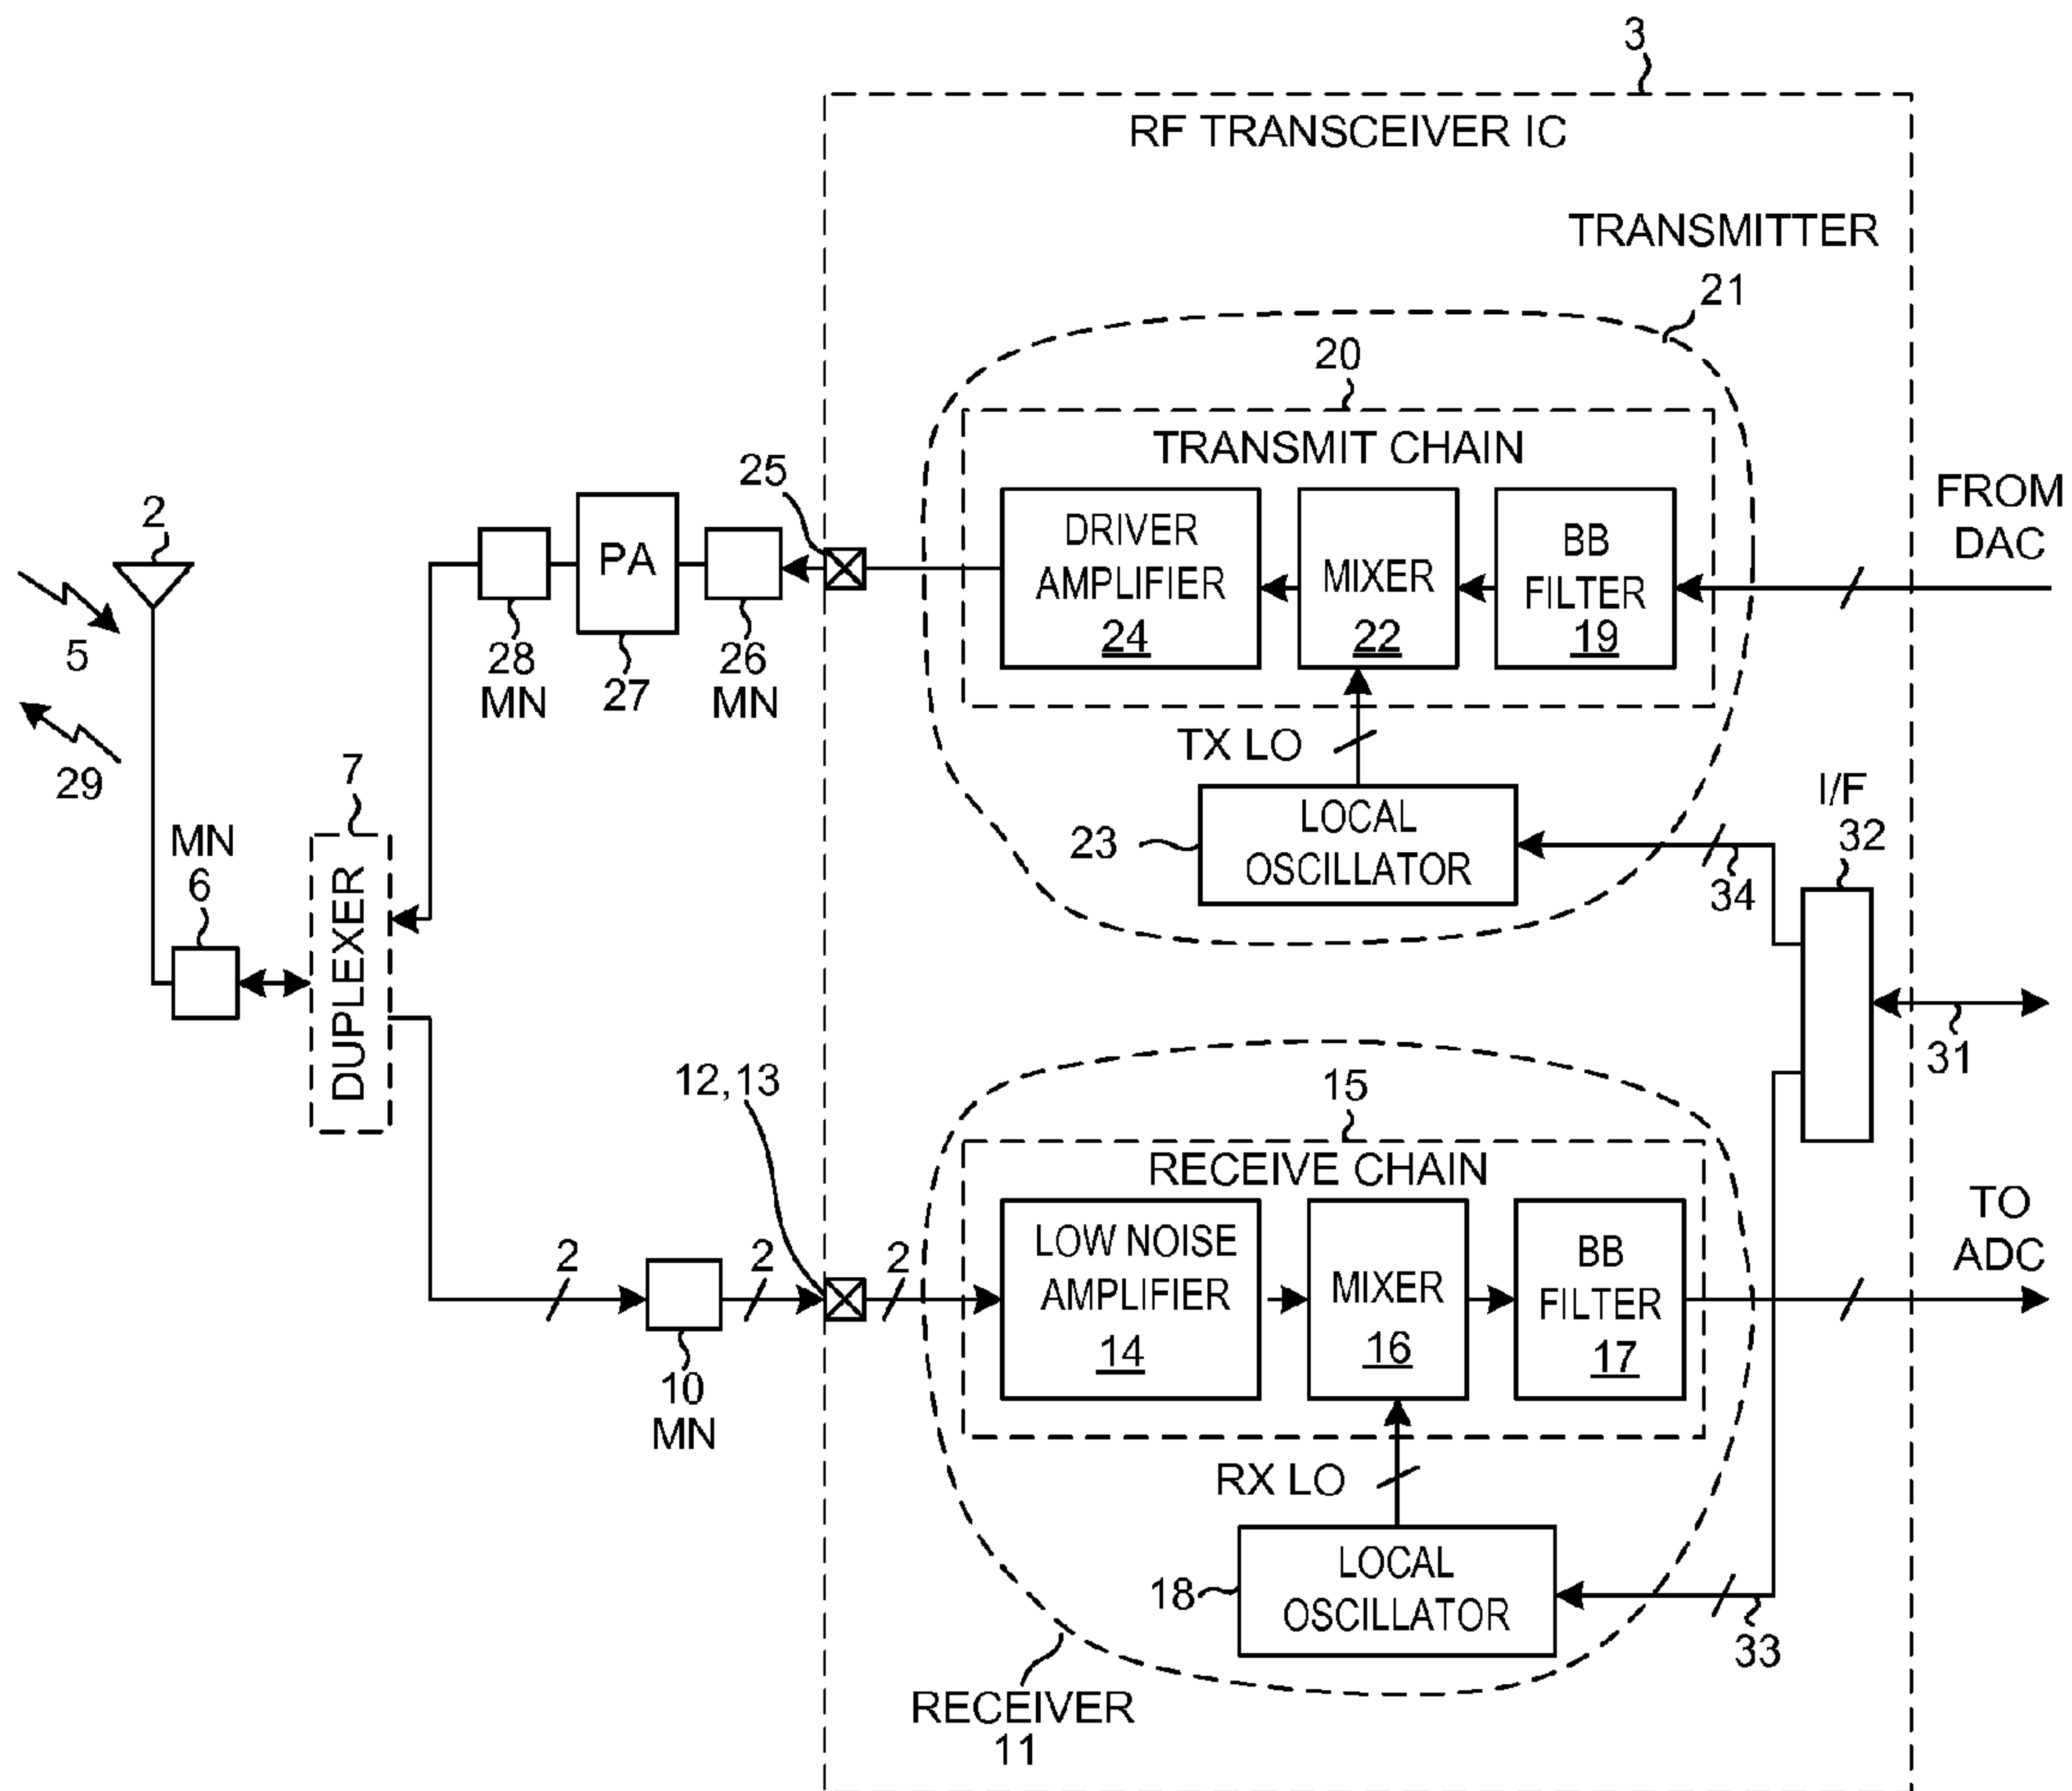 3
RF TRANSCEIVER IC
TRANSMITTER
21
20
TRANSMIT CHAIN
25
DRIVER
AMPLIFIER
24
MIXER
22
BB
FILTER
19
FROM
DAC
2
PA
5
28
MN
27
26
MN
29
TX LO
7
I/F
32
LOCAL
OSCILLATOR
23
34
MN
6
DUPLEXER
31
12, 13
15
RECEIVE CHAIN
LOW NOISE
AMPLIFIER
14
MIXER
16
BB
FILTER
17
TO
ADC
2
2
2
10
MN
RX LO
LOCAL
OSCILLATOR
18
33
RECEIVER
11